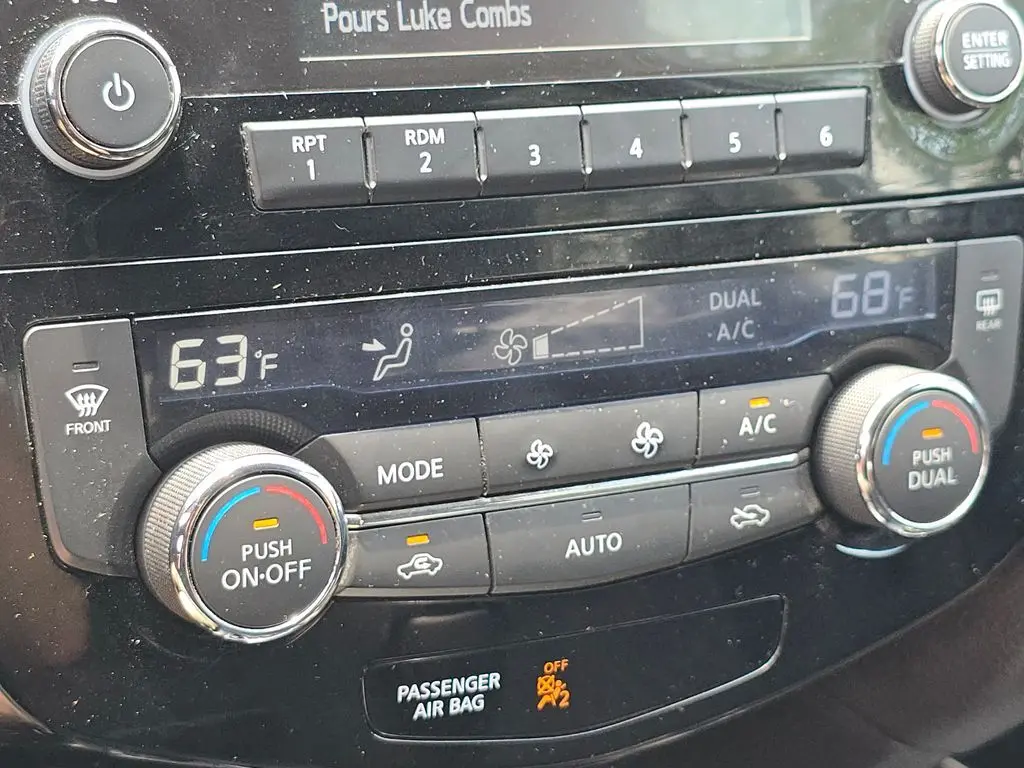 Pours Luke Combs
ENTER
SETTING
RPT
1
RDM
2
3
4
5
6
63°F
DUAL
A/C
68°F
FRONT
REAR
MODE
A/C
PUSH
DUAL
PUSH
ON·OFF
AUTO
PASSENGER
AIR BAG
OFF
2